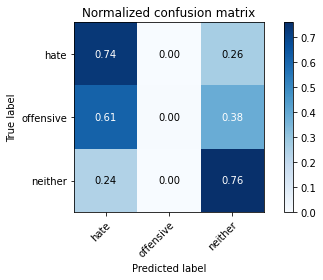 Normalized confusion matrix
True label
hate
0.74 0.00 0.26
offensive
0.61 0.00 0.38
neither
0.24 0.00 0.76
hate
offensive
neither
Predicted label
0.7
0.6
0.5
0.4
0.3
0.2
0.1
0.0